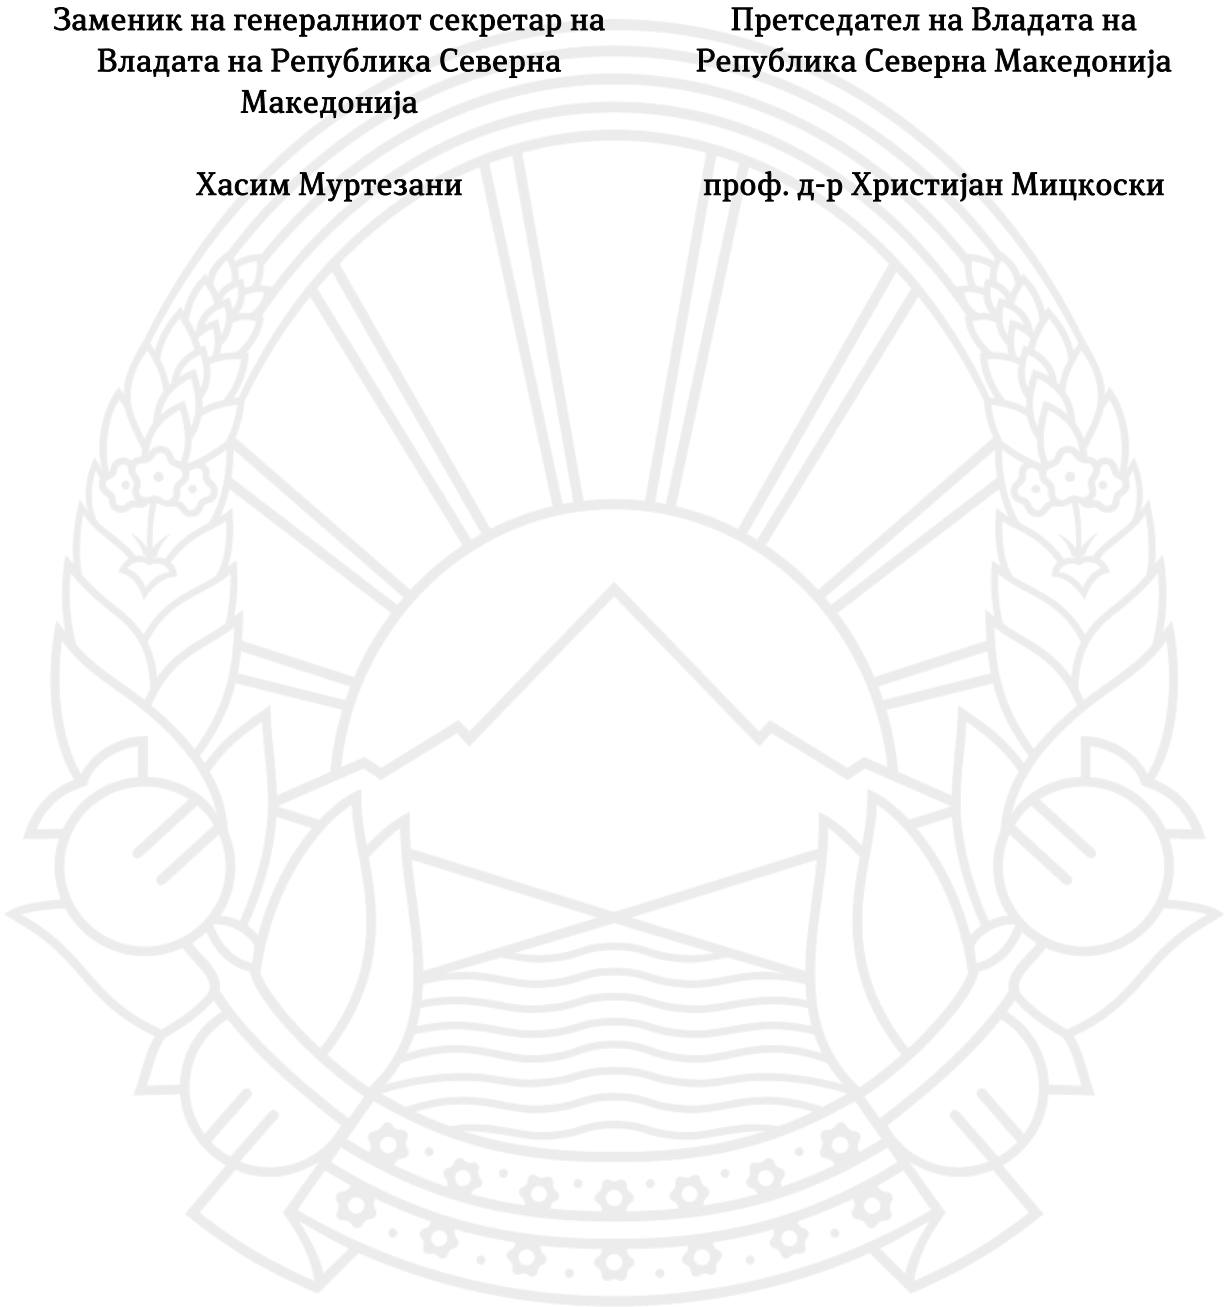 Заменик на генералниот секретар на
Владата на Република Северна
Македонија
Хасим Муртезани
Претседател на Владата на
Република Северна Македонија
проф. д-р Христијан Мицкоски